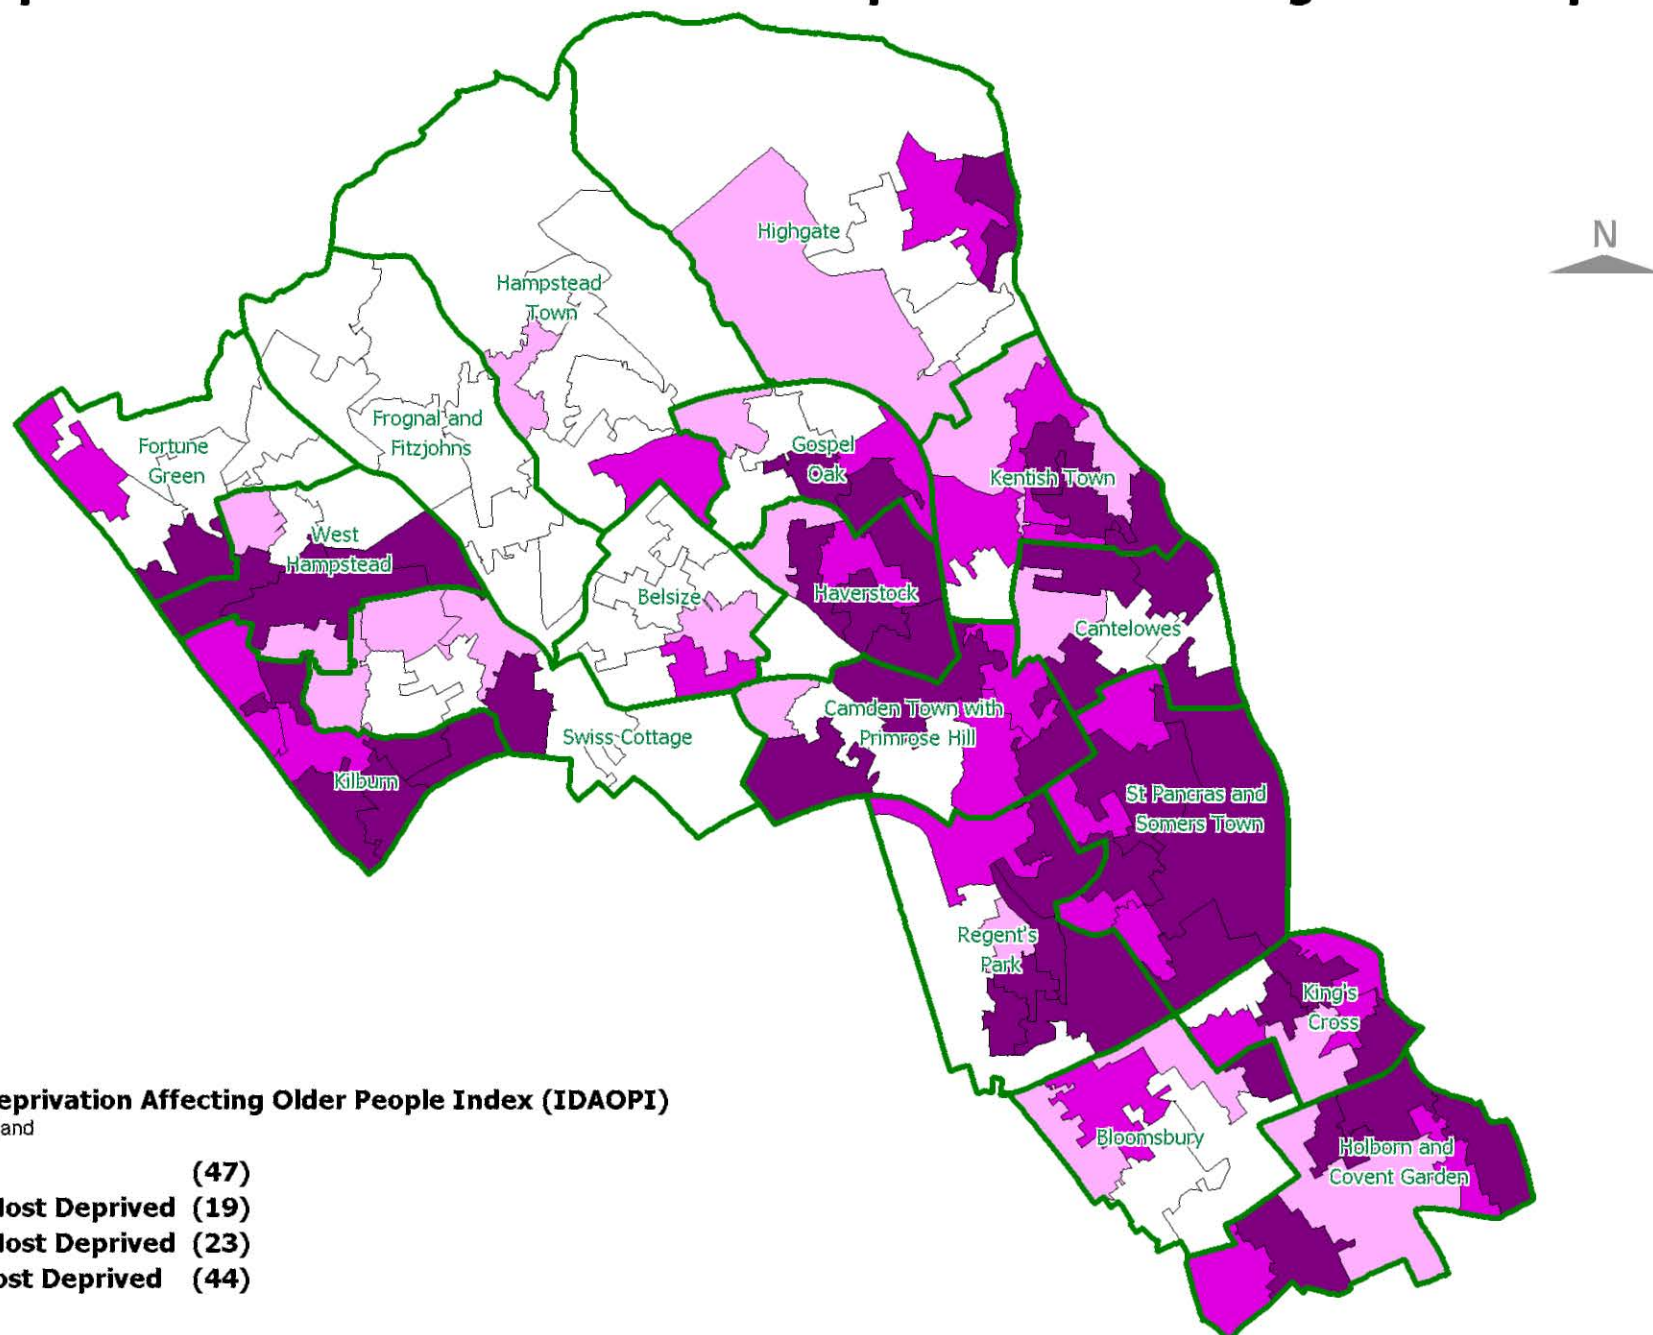 N
Highgate
Hampstead
Town
Frognal and
Fitzjohns
Fortune
Green
Gospel
Oak
Kentish Town
West
Hampstead
Belsize
Haverstock
Cantelowes
Camden Town with
Primrose Hill
Swiss Cottage
Kilburn
St Pancras and
Somers Town
Regent's
Park
King's
Cross
Bloomsbury
Holborn and
Covent Garden
eprivation Affecting Older People Index (IDAOPI)
and
(47)
Most Deprived (19)
Most Deprived (23)
ost Deprived (44)